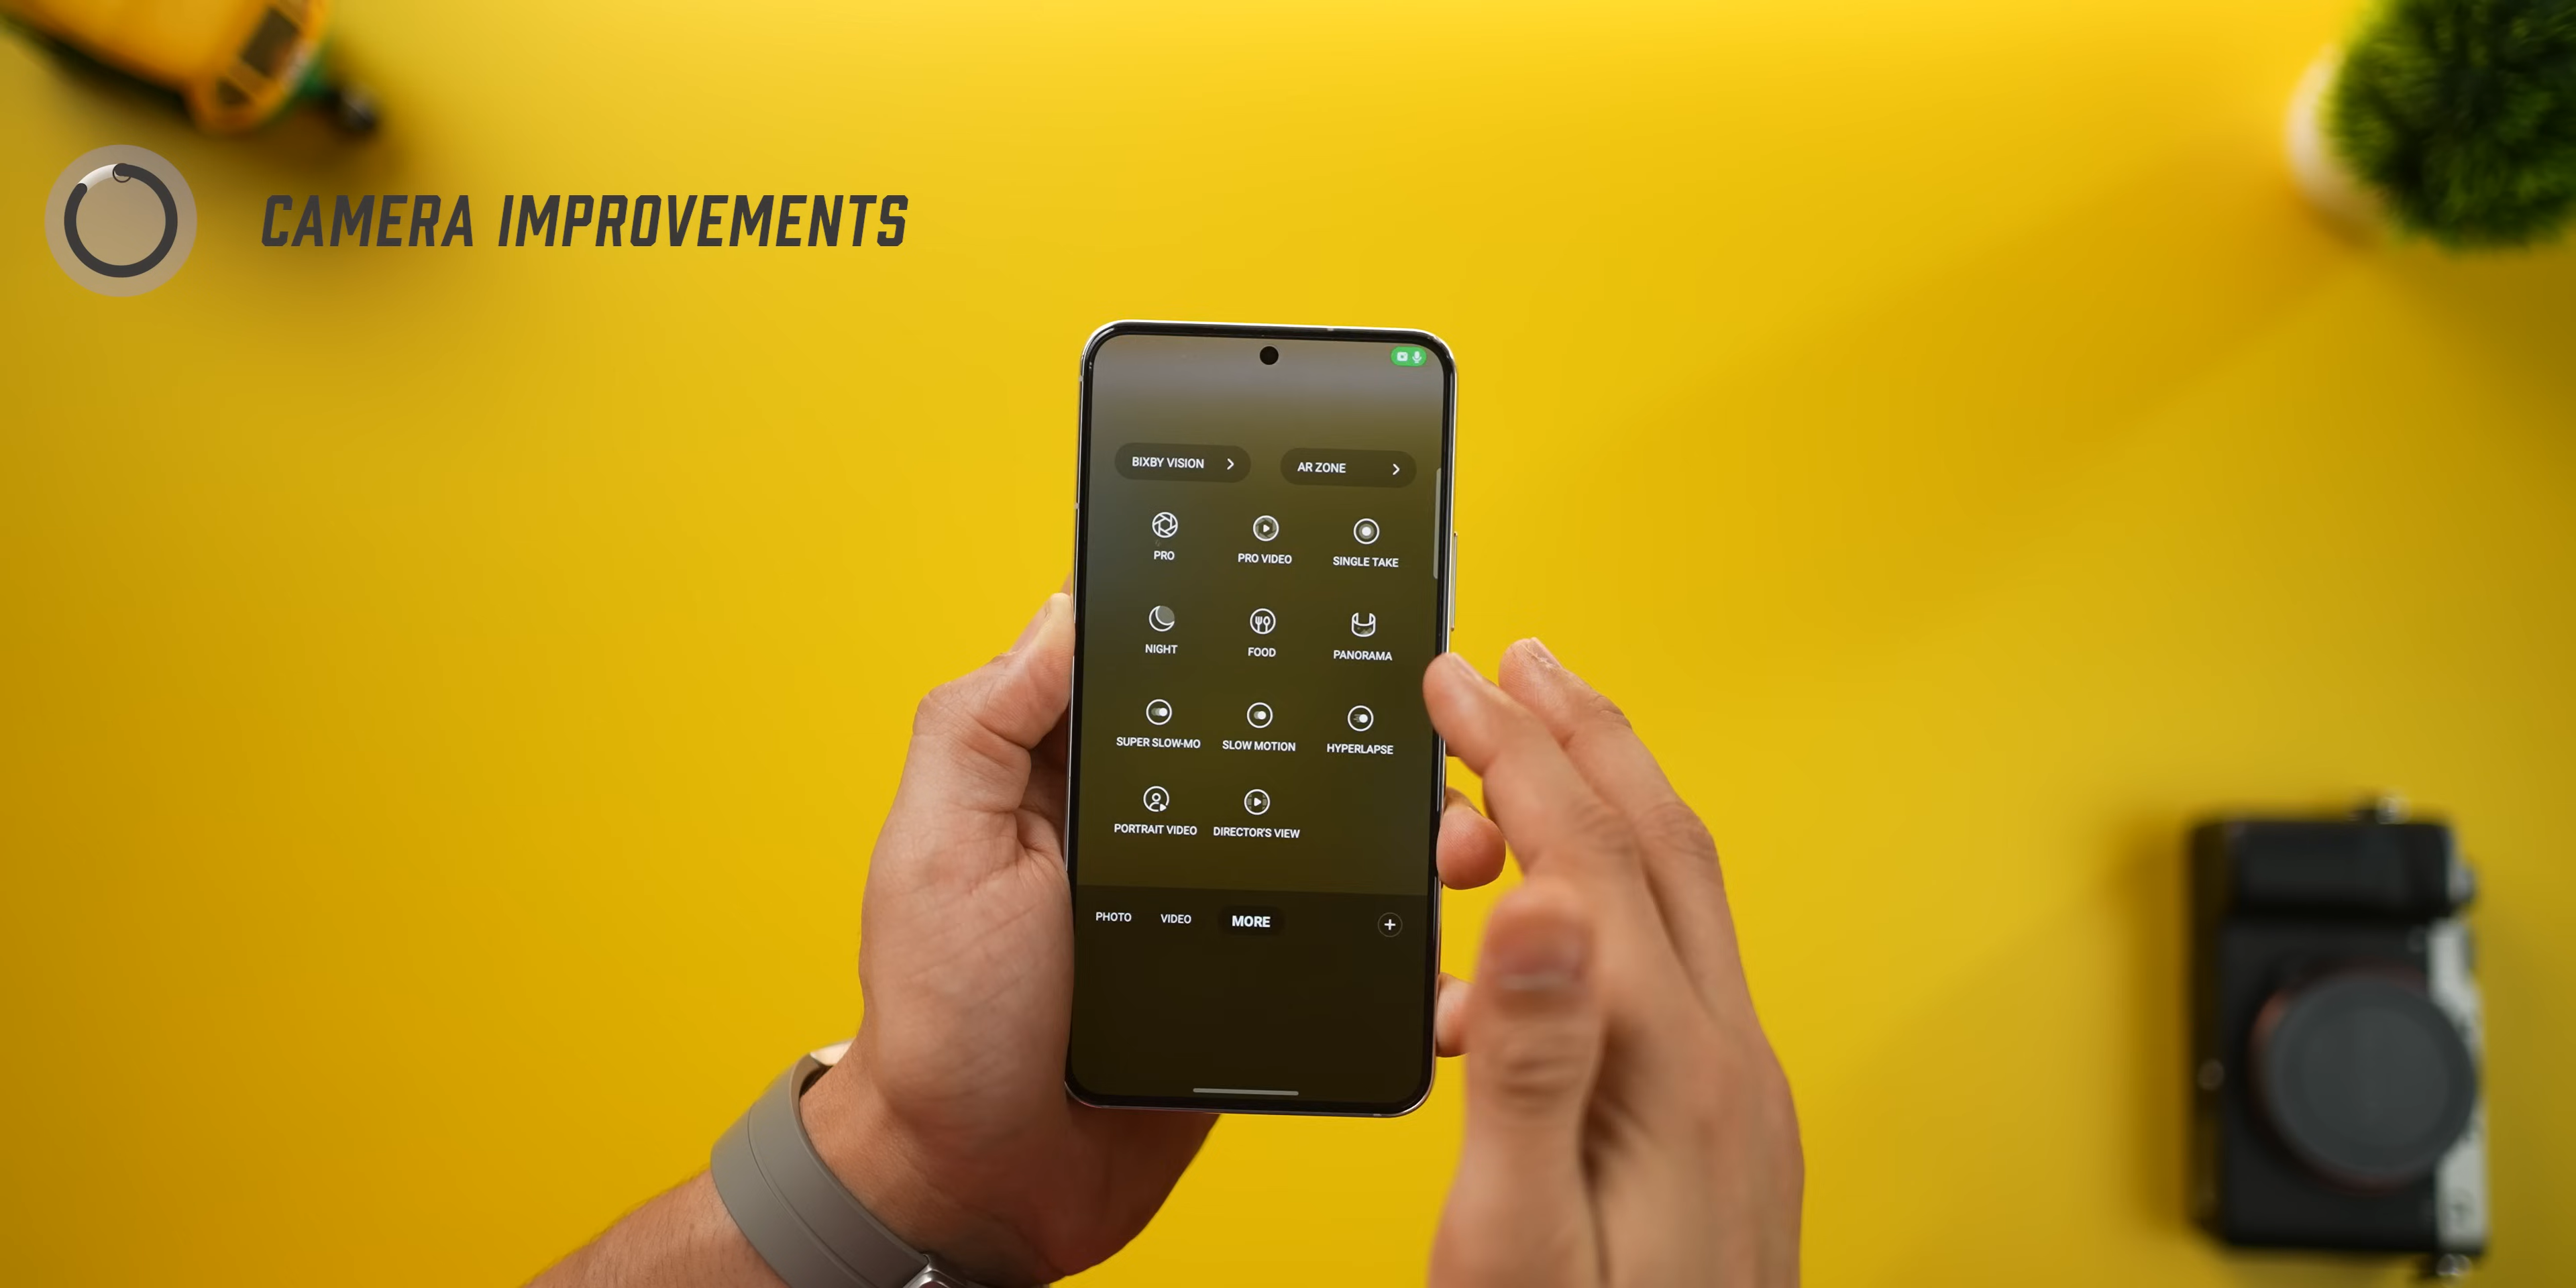 CAMERA IMPROVEMENTS
BIXBY VISION AR ZONE
PRO PRO VIDEO SINGLE TAKE
NIGHT FOOD PANORAMA
SUPER SLOW-MO SLOW MOTION HYPERLAPSE
PORTRAIT VIDEO DIRECTOR'S VIEW
PHOTO VIDEO MORE